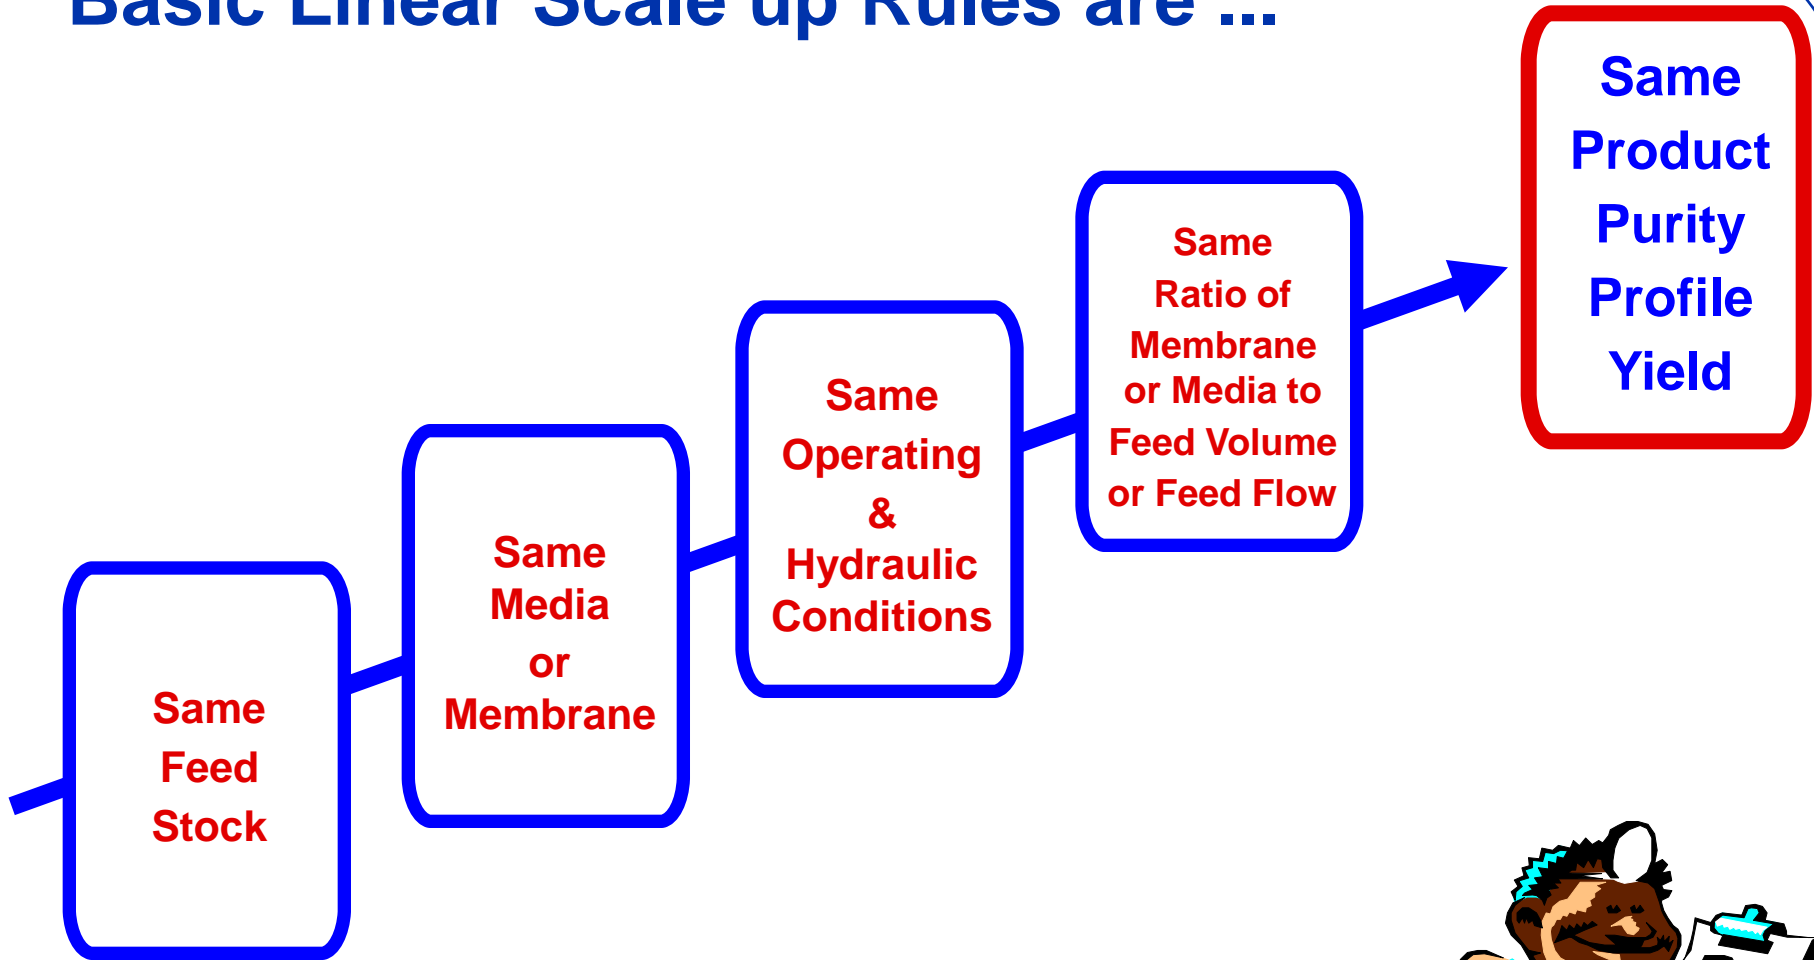 Basic Linear Scale up Rules are ...
Same
Feed
Stock
Same
Media
or
Membrane
Same
Operating
&
Hydraulic
Conditions
Same
Ratio of
Membrane
or Media to
Feed Volume
or Feed Flow
Same
Product
Purity
Profile
Yield